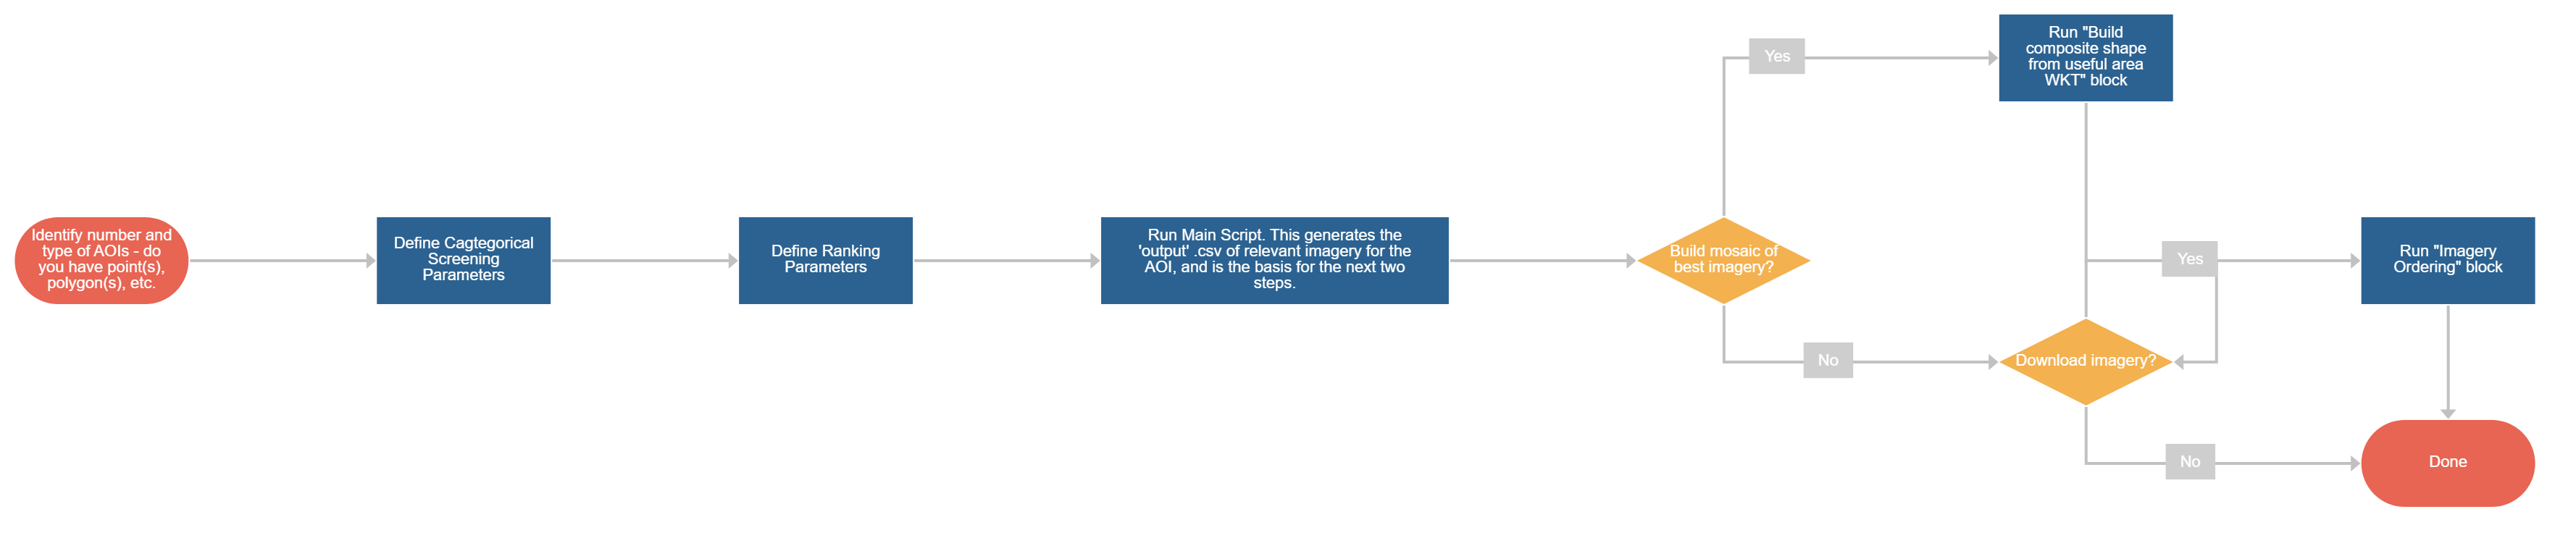 Identify number and
type of AOIs - do
you have point(s),
polygon(s), etc.
Define Cagtegorical
Screening
Parameters
Define Ranking
Parameters
Run Main Script. This generates the
'output' .csv of relevant imagery for the
AOI, and is the basis for the next two
steps.
Build mosaic of
best imagery?
Yes
Run "Build
composite shape
from useful area
WKT" block
No
Download imagery?
Yes
Run "Imagery
Ordering" block
No
Done